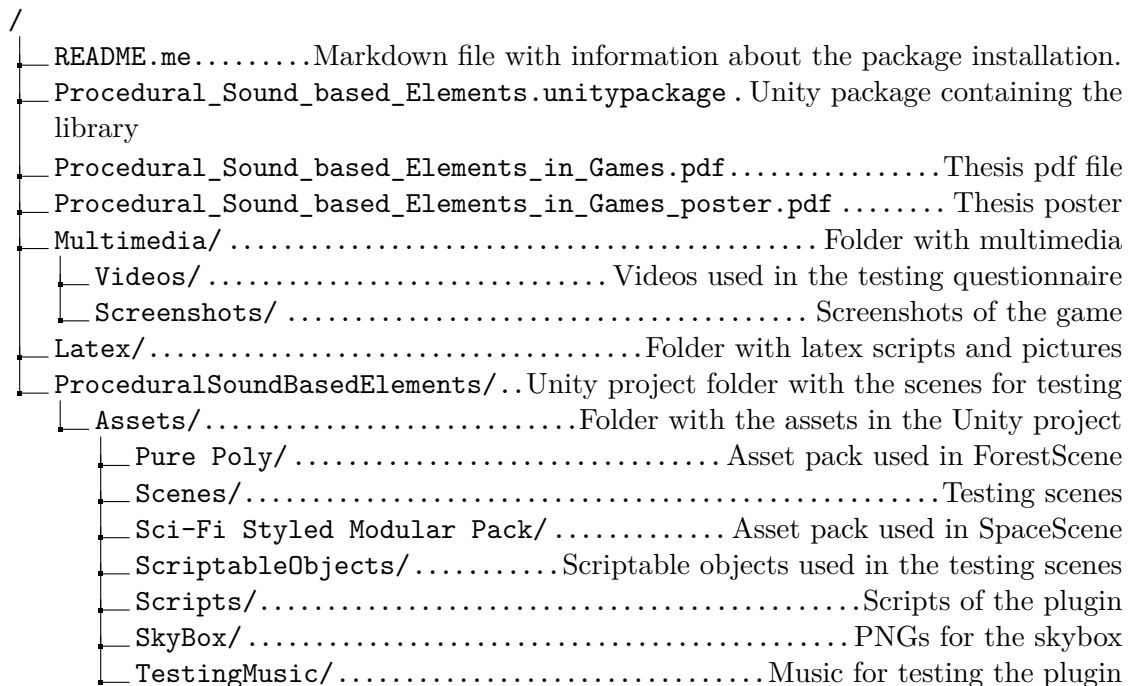 /
README.me.........Markdown file with information about the package installation.
Procedural_Sound_based_Elements.unitypackage . Unity package containing the
library
Procedural_Sound_based_Elements_in_Games.pdf................Thesis pdf file
Procedural_Sound_based_Elements_in_Games_poster.pdf ........ Thesis poster
Multimedia/ ............................................ Folder with multimedia
Videos/ .............................. Videos used in the testing questionnaire
Screenshots/ ....................................... Screenshots of the game
Latex/.....................................Folder with latex scripts and pictures
ProceduralSoundBasedElements/..Unity project folder with the scenes for testing
Assets/............................Folder with the assets in the Unity project
Pure Poly/ ................................ Asset pack used in ForestScene
Scenes/....................................................Testing scenes
Sci-Fi Styled Modular Pack/ ............. Asset pack used in SpaceScene
ScriptableObjects/...........Scriptable objects used in the testing scenes
Scripts/.............................................Scripts of the plugin
SkyBox/ .............................................PNGs for the skybox
TestingMusic/................................Music for testing the plugin